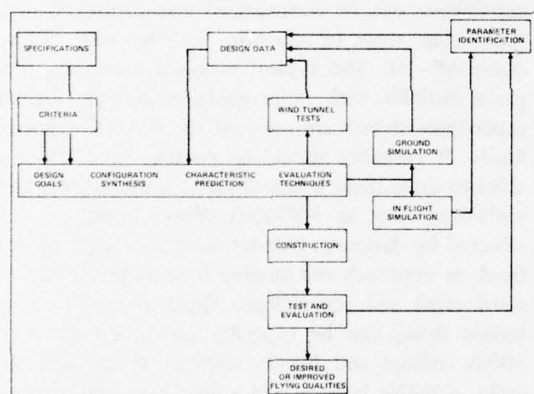 SPECIFICATIONS
DESIGN DATA
PARAMETER
IDENTIFICATION
WIND TUNNEL
TESTS
CRITERIA
GROUND
SIMULATION
DESIGN
GOALS
CONFIGURATION
SYNTHESIS
CHARACTERISTIC
PREDICTION
EVALUATION
TECHNIQUES
IN FLIGHT
SIMULATION
CONSTRUCTION
TEST AND
EVALUATION
DESIRED
OR IMPROVED
FLYING QUALITIES